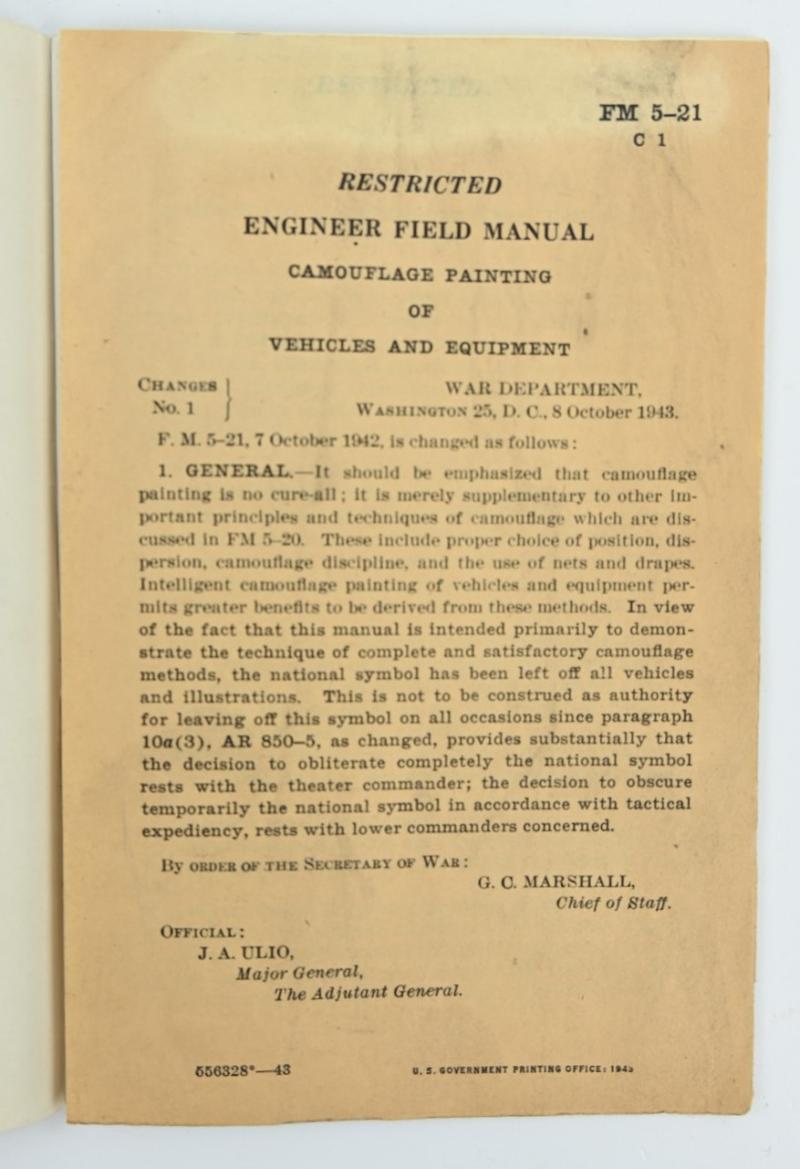 FM 5–21
C 1
RESTRICTED
ENGINEER FIELD MANUAL
CAMOUFLAGE PAINTING
OF
VEHICLES AND EQUIPMENT
CHANGES }
No. 1
WAR DEPARTMENT,
WASHINGTON 25, D. C., 8 October 1943.
F. M. 5–21, 7 October 1942, is changed as follows:
1. GENERAL.—It should be emphasized that camouflage
painting is no cure-all; it is merely supplementary to other im-
portant principles and techniques of camouflage which are dis-
cussed in FM 5–20. These include proper choice of position, dis-
persion, camouflage discipline, and the use of nets and drapes.
Intelligent camouflage painting of vehicles and equipment per-
mits greater benefits to be derived from these methods. In view
of the fact that this manual is intended primarily to demon-
strate the technique of complete and satisfactory camouflage
methods, the national symbol has been left off all vehicles
and illustrations. This is not to be construed as authority
for leaving off this symbol on all occasions since paragraph
10a(3), AR 850–5, as changed, provides substantially that
the decision to obliterate completely the national symbol
rests with the theater commander; the decision to obscure
temporarily the national symbol in accordance with tactical
expediency, rests with lower commanders concerned.
BY ORDER OF THE SECRETARY OF WAR:
G. C. MARSHALL,
Chief of Staff.
OFFICIAL:
J. A. ULIO,
Major General,
The Adjutant General.
556328°—43
U. S. GOVERNMENT PRINTING OFFICE: 1943